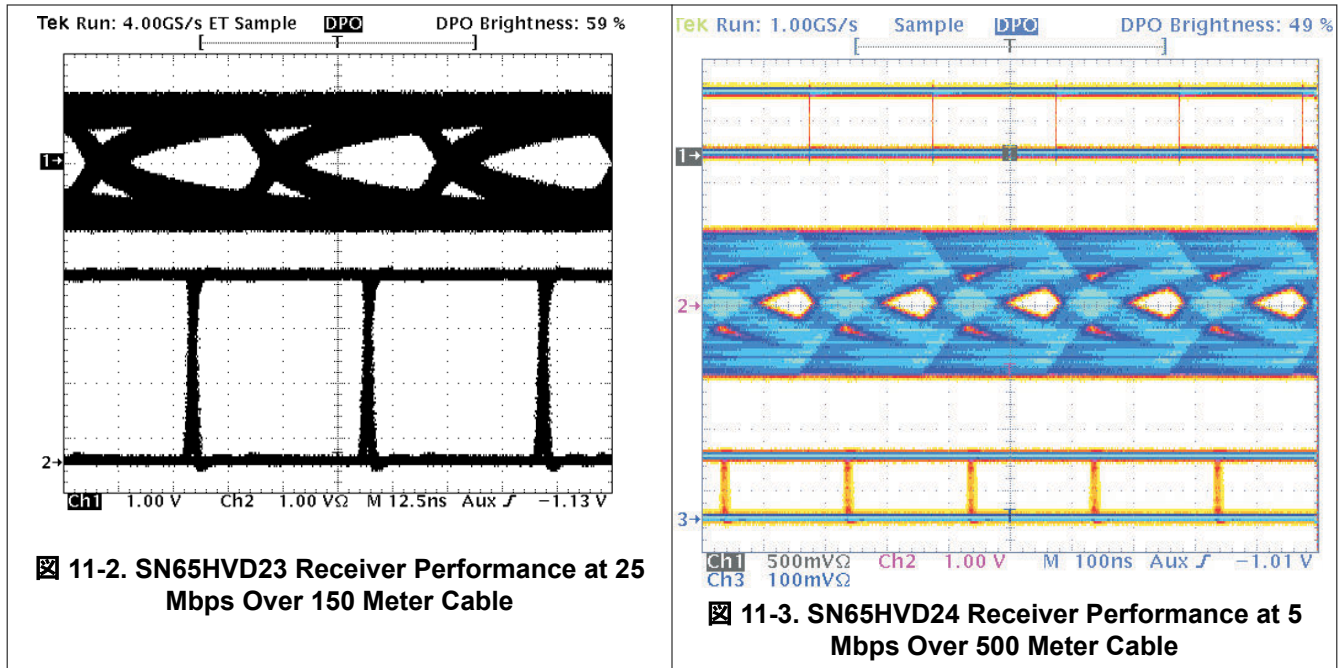 Tek Run: 4.00GS/s ET Sample DPO DPO Brightness: 59 %
T
1→
2→
Ch1 1.00 V Ch2 1.00 VΩ M 12.5ns Aux ƒ −1.13 V
図 11-2. SN65HVD23 Receiver Performance at 25
Mbps Over 150 Meter Cable
Tek Run: 1.00GS/s Sample DPO DPO Brightness: 49 %
T
1→
2→
3→
Ch1 500mVΩ Ch2 1.00 V M 100ns Aux ƒ −1.01 V
Ch3 100mVΩ
図 11-3. SN65HVD24 Receiver Performance at 5
Mbps Over 500 Meter Cable